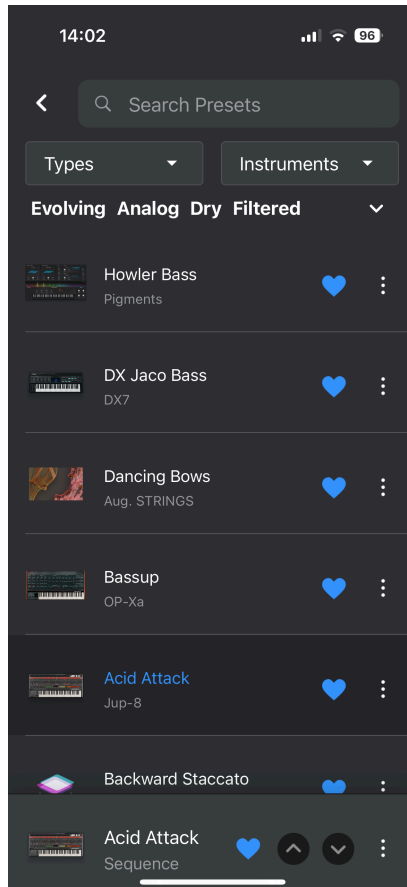 14:02 96
Search Presets
Types Instruments
Evolving Analog Dry Filtered
Howler Bass
Pigments
DX Jaco Bass
DX7
Dancing Bows
Aug. STRINGS
Bassup
OP-Xa
Acid Attack
Jup-8
Backward Staccato
Acid Attack
Sequence